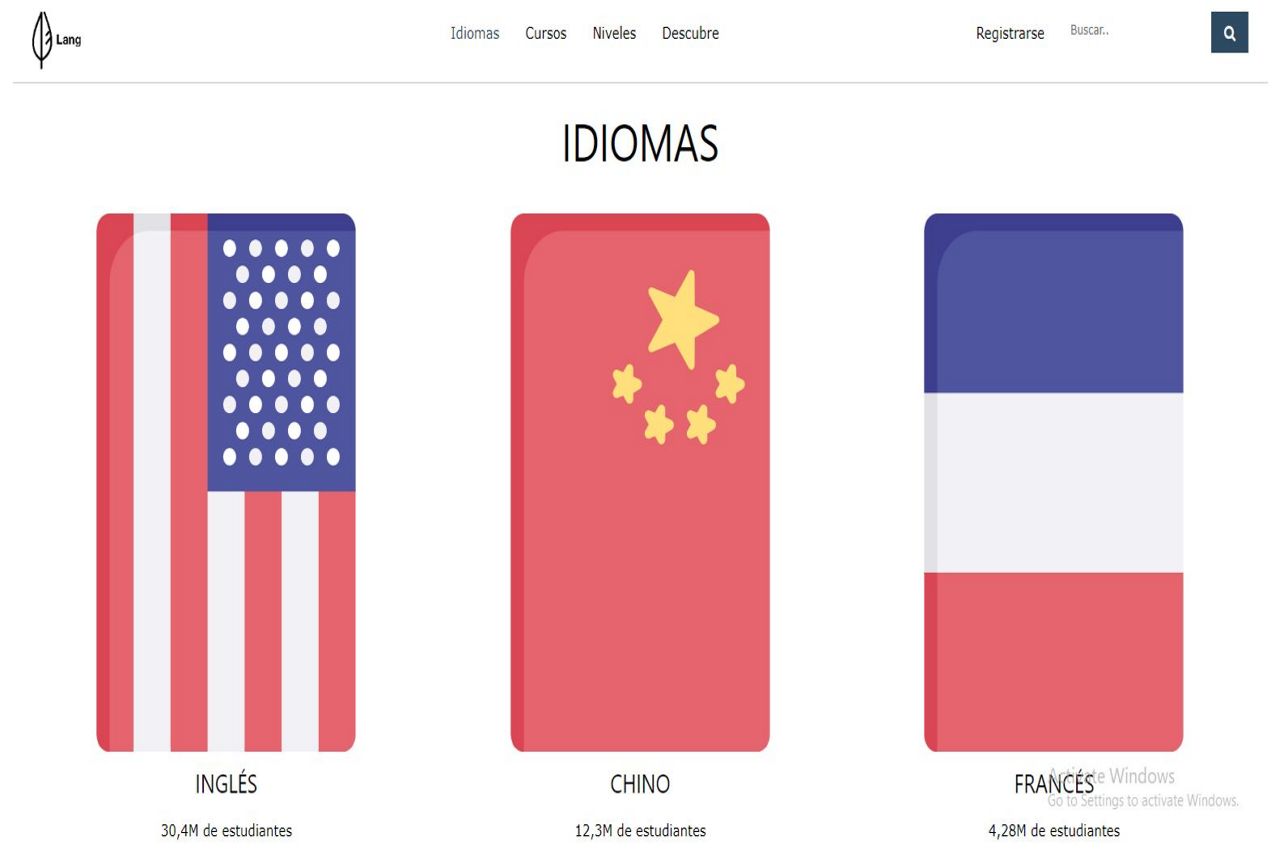 Lang
Idiomas Cursos Niveles Descubre Registrarse Buscar..
IDIOMAS
INGLÉS CHINO FRANCÉS
Activate Windows
Go to Settings to activate Windows.
30,4M de estudiantes 12,3M de estudiantes 4,28M de estudiantes